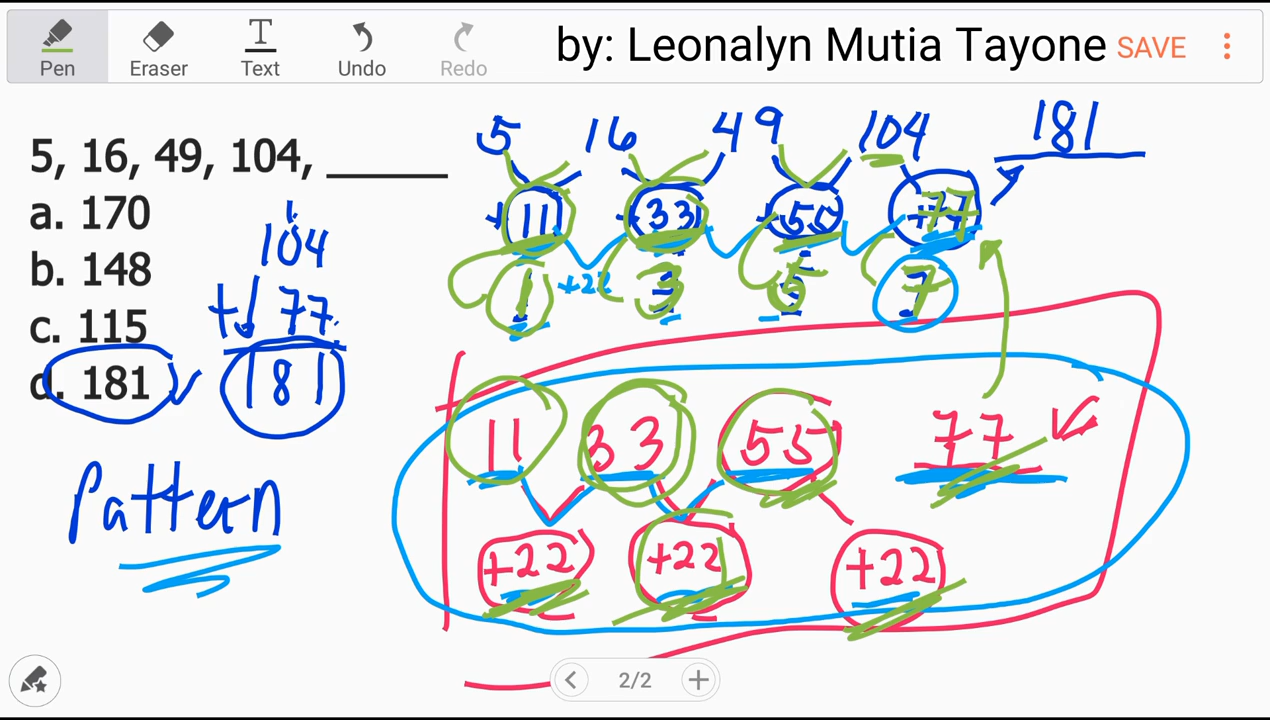 Pen Eraser Text Undo Redo by: Leonalyn Mutia Tayone SAVE
5, 16, 49, 104, ______
a. 170
b. 148
c. 115
d. 181
1
104
+ 77
181
Pattern
5 16 49 104 181
+11 +33 +55 +77
1 +22 3 5 7
11 33 55 77
+22 +22 +22
2/2